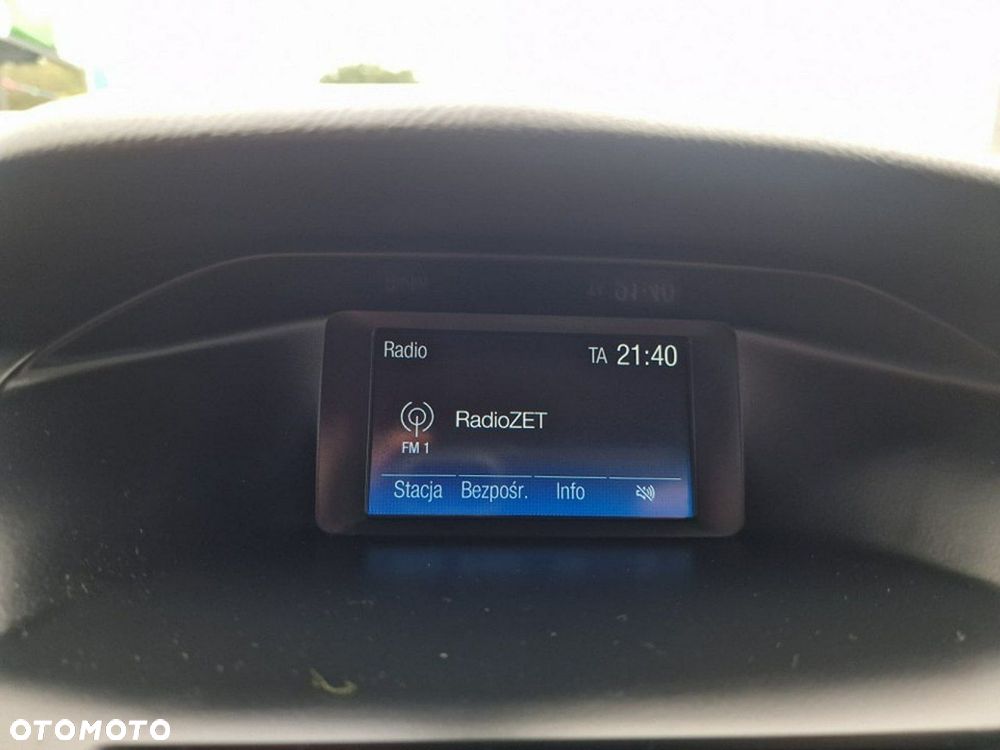 Radio
TA 21:40
RadioZET
FM 1
Stacja Bezpośr. Info
OTOMOTO